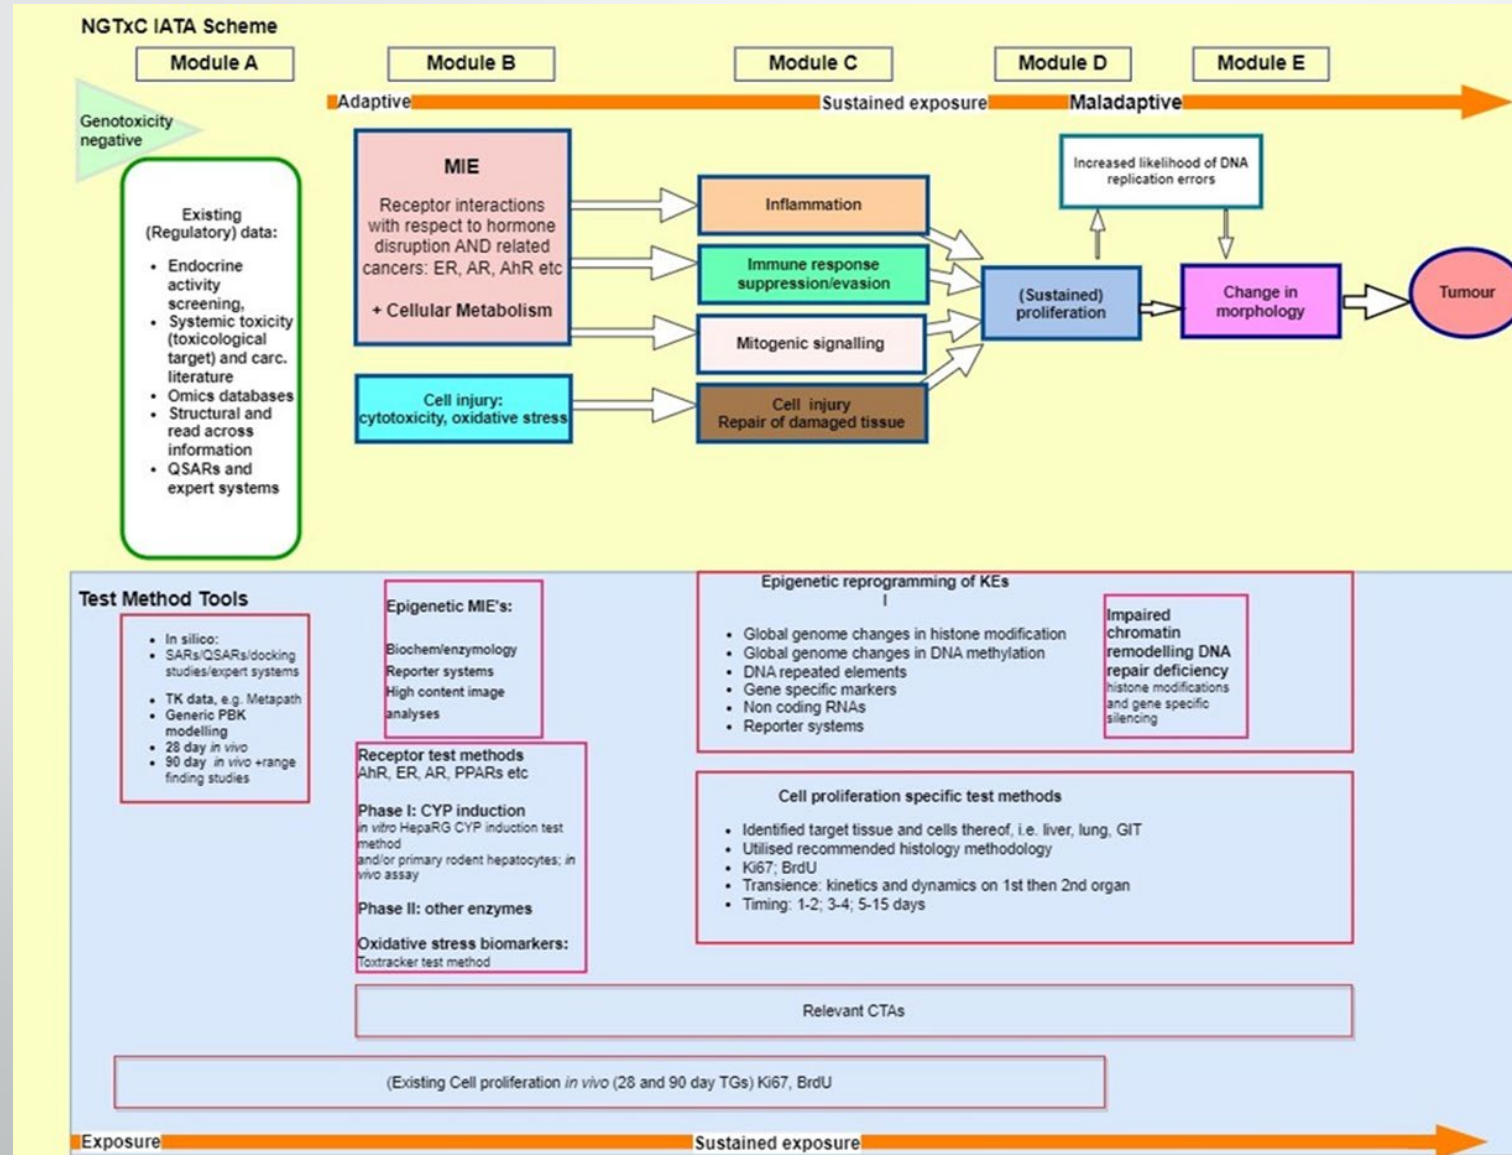 NGTxC IATA Scheme
Module A
Module B
Module C
Module D
Module E
Adaptive
Sustained exposure
Maladaptive
Genotoxicity
negative
Existing
(Regulatory) data:
• Endocrine
activity
screening,
• Systemic toxicity
(toxicological
target) and carc.
literature
• Omics databases
• Structural and
read across
information
• QSARs and
expert systems
MIE
Receptor interactions
with respect to hormone
disruption AND related
cancers: ER, AR, AhR etc
+ Cellular Metabolism
Cell injury:
cytotoxicity, oxidative stress
Inflammation
Immune response
suppression/evasion
Mitogenic signalling
Cell injury
Repair of damaged tissue
(Sustained)
proliferation
Increased likelihood of DNA
replication errors
Change in
morphology
Tumour
Test Method Tools
• In silico:
• SARs/QSARs/docking
studies/expert systems
• TK data, e.g. Metapath
• Generic PBK
modelling
• 28 day in vivo
• 90 day in vivo +range
finding studies
Epigenetic MIE's:
Biochem/enzymology
Reporter systems
High content image
analyses
Receptor test methods
AhR, ER, AR, PPARs etc
Phase I: CYP induction
in vitro HepaRG CYP induction test
method
and/or primary rodent hepatocytes; in
vivo assay
Phase II: other enzymes
Oxidative stress biomarkers:
Toxtracker test method
Epigenetic reprogramming of KEs
I
• Global genome changes in histone modification
• Global genome changes in DNA methylation
• DNA repeated elements
• Gene specific markers
• Non coding RNAs
• Reporter systems
Impaired
chromatin
remodelling DNA
repair deficiency
histone modifications
and gene specific
silencing
Cell proliferation specific test methods
• Identified target tissue and cells thereof, i.e. liver, lung, GIT
• Utilised recommended histology methodology
• Ki67; BrdU
• Transience: kinetics and dynamics on 1st then 2nd organ
• Timing: 1-2; 3-4; 5-15 days
Relevant CTAs
(Existing Cell proliferation in vivo (28 and 90 day TGs) Ki67, BrdU
Exposure
Sustained exposure